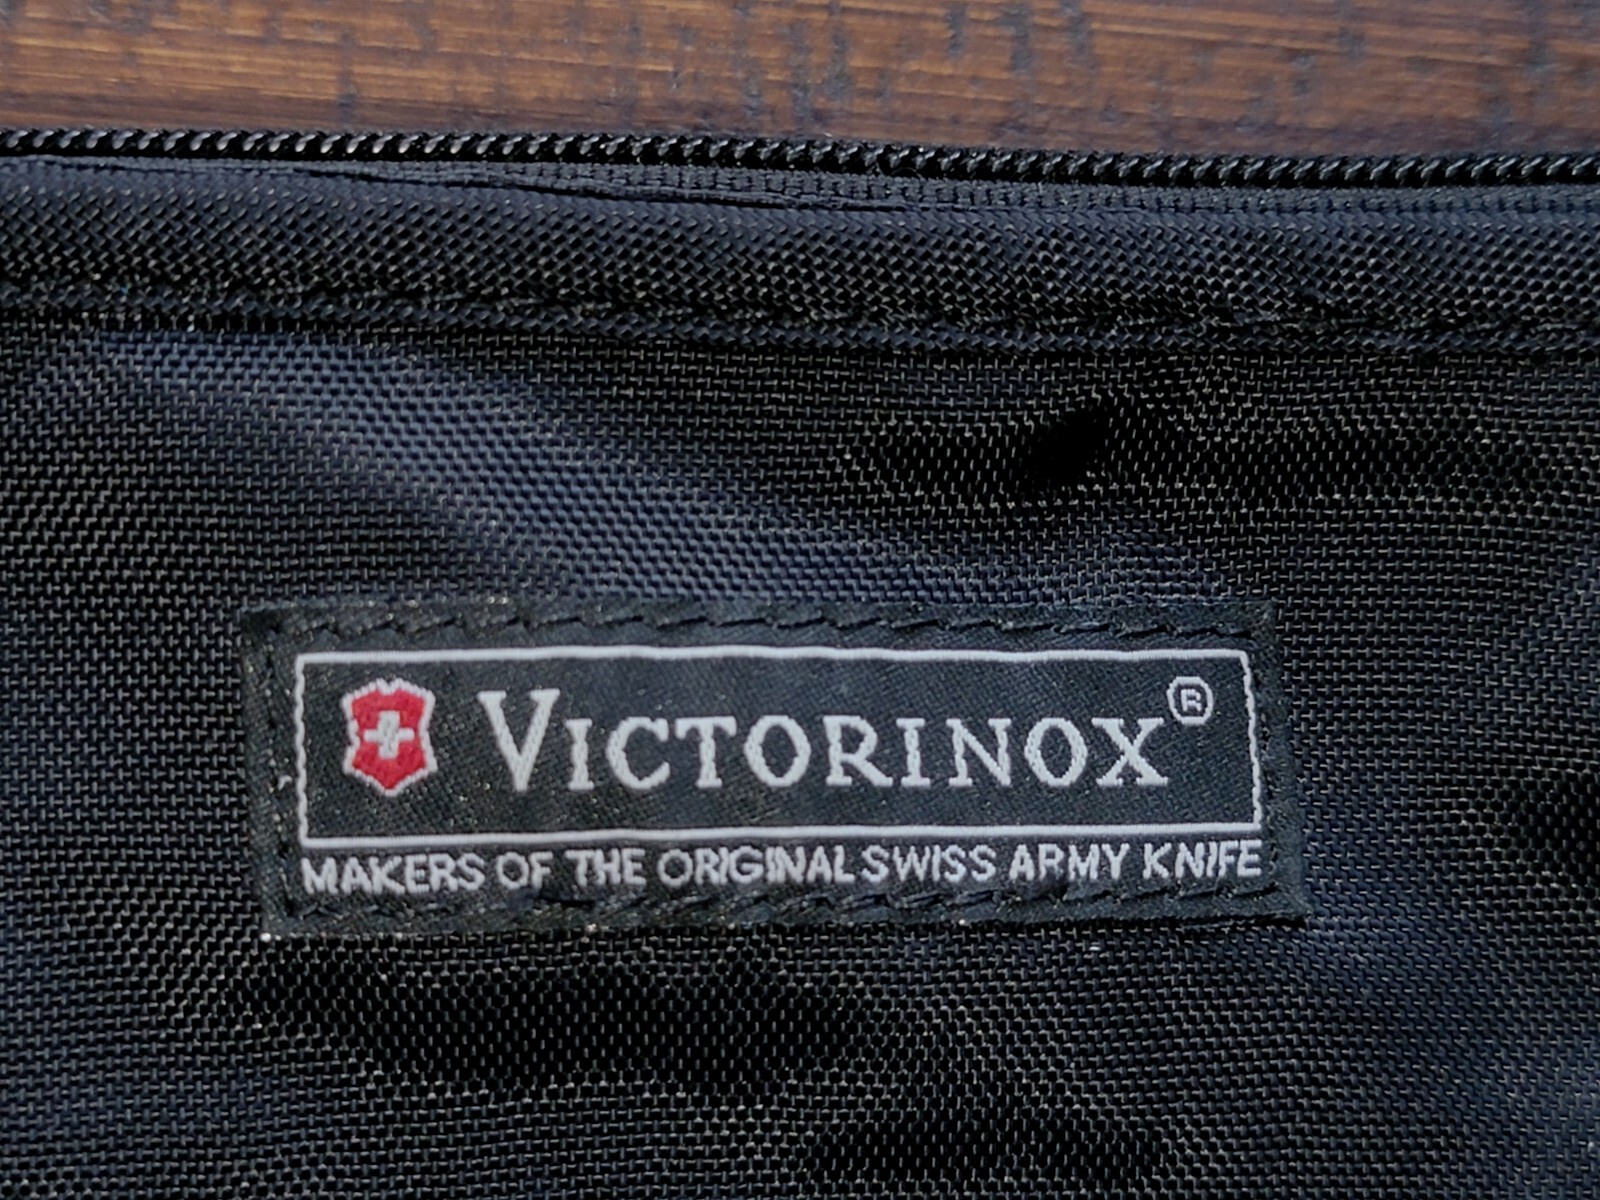 VICTORINOX®
MAKERS OF THE ORIGINAL SWISS ARMY KNIFE